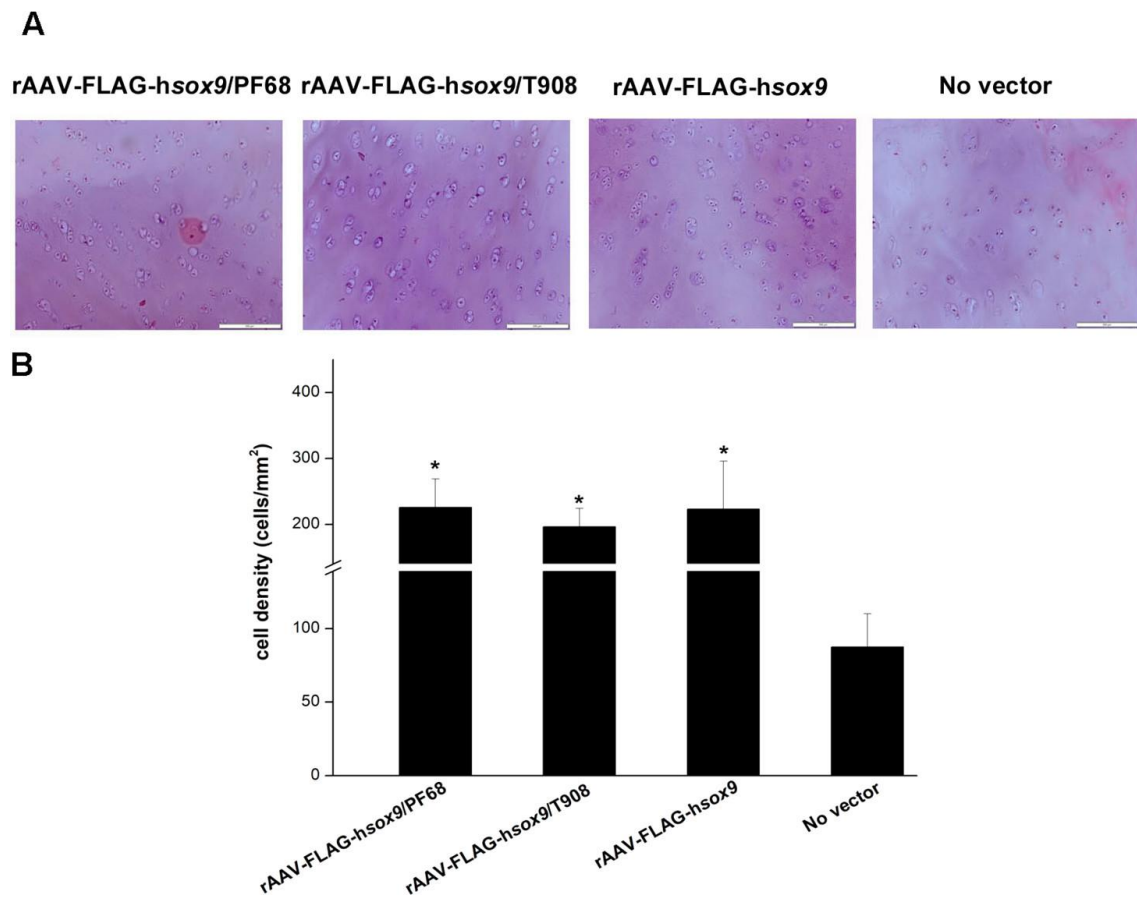 A
rAAV-FLAG-hsox9/PF68 rAAV-FLAG-hsox9/T908 rAAV-FLAG-hsox9 No vector
B
cell density (cells/mm²)
400
300
200
100
50
0
*
*
*
rAAV-FLAG-hsox9/PF68
rAAV-FLAG-hsox9/T908
rAAV-FLAG-hsox9
No vector